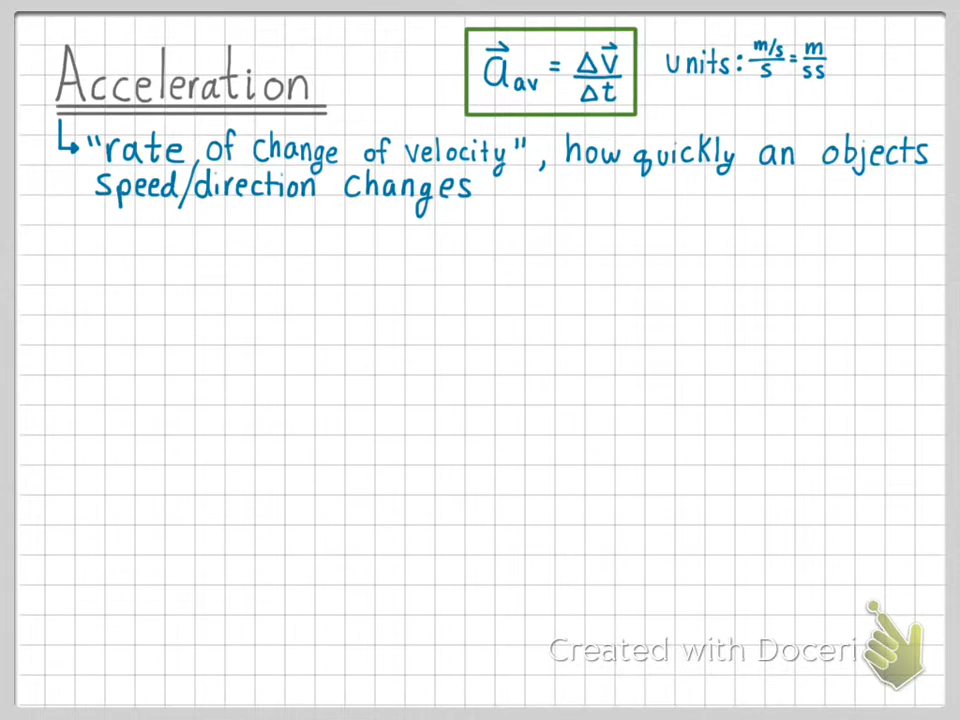 Acceleration
a⃗av = Δv⃗/Δt
units: m/s/s = m/ss
↳ "rate of change of velocity", how quickly an objects
speed/direction changes
Created with Doceri